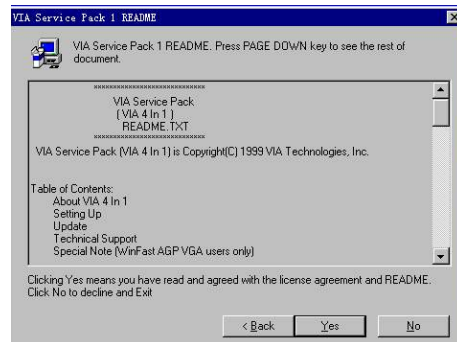 VIA Service Pack 1 README
VIA Service Pack 1 README. Press PAGE DOWN key to see the rest of
document.
xxxxxxxxxxxxxxxxxxxxxxxxxxxx
VIA Service Pack
( VIA 4 In 1 )
README.TXT
xxxxxxxxxxxxxxxxxxxxxxxxxxxx
VIA Service Pack (VIA 4 In 1) is Copyright(C) 1999 VIA Technologies, Inc.
Table of Contents:
About VIA 4 In 1
Setting Up
Update
Technical Support
Special Note (WinFast AGP VGA users only)
Clicking Yes means you have read and agreed with the license agreement and README.
Click No to decline and Exit
< Back
Yes
No